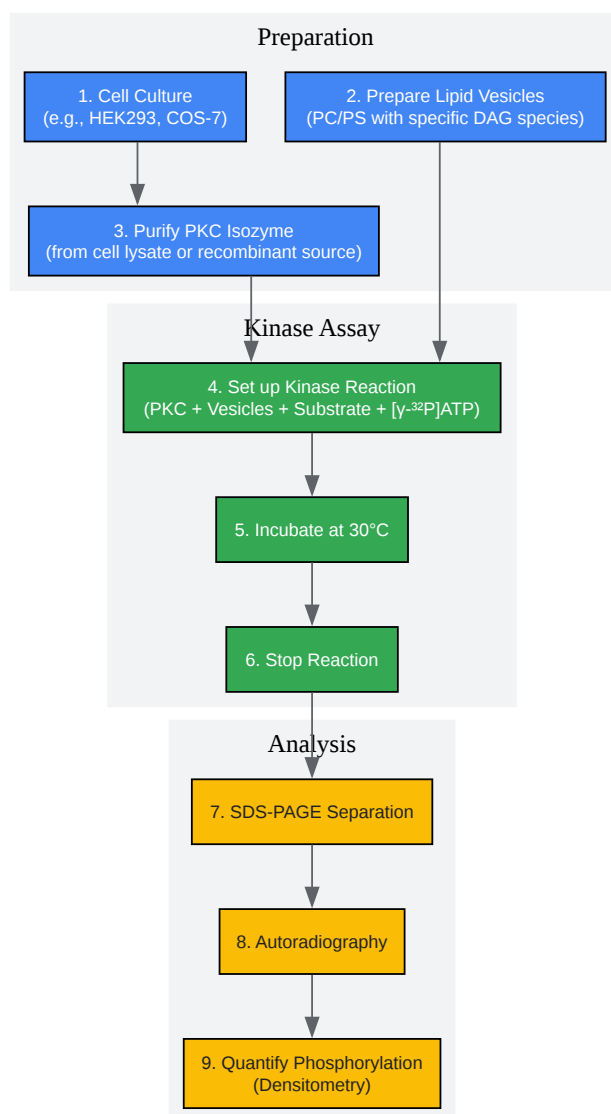 Preparation
1. Cell Culture
(e.g., HEK293, COS-7)
2. Prepare Lipid Vesicles
(PC/PS with specific DAG species)
3. Purify PKC Isozyme
(from cell lysate or recombinant source)
Kinase Assay
4. Set up Kinase Reaction
(PKC + Vesicles + Substrate + [γ-³²P]ATP)
5. Incubate at 30°C
6. Stop Reaction
Analysis
7. SDS-PAGE Separation
8. Autoradiography
9. Quantify Phosphorylation
(Densitometry)